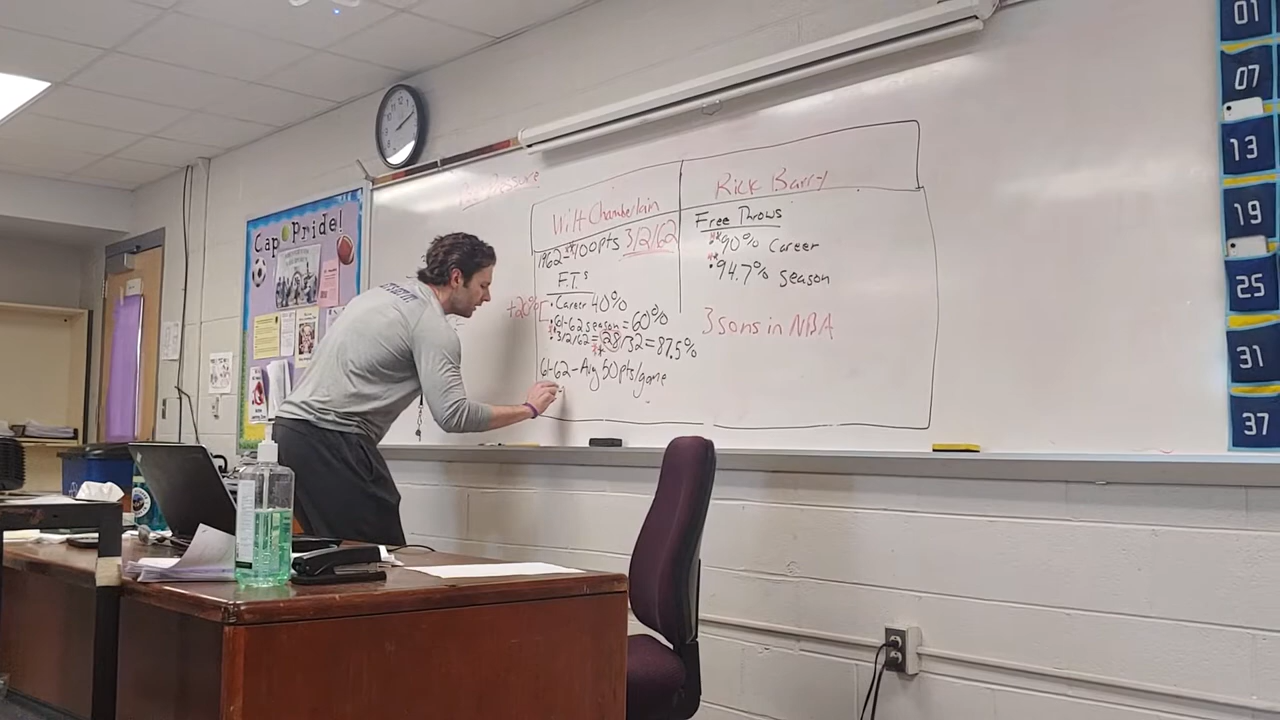 Cap Pride!
Wilt Chamberlain
1962 100pts 3/2/62
F.T.s
+20%
• Career 40%
• 61-62 season = 60%
• 3/2/62 = 28/32 = 87.5%
61-62 - Avg 50pts/game
Rick Barry
Free Throws
** 90% Career
** 94.7% Season
3 sons in NBA
01
07
13
19
25
31
37